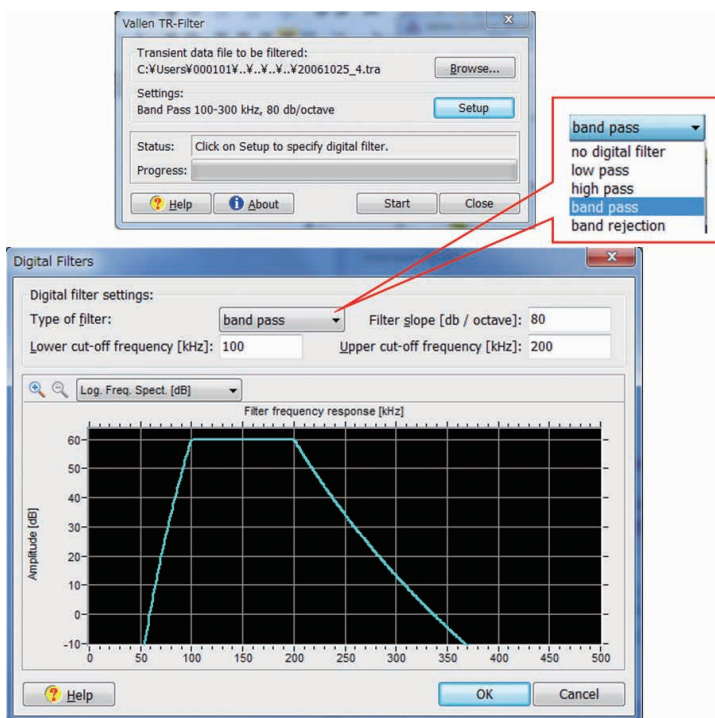 Vallen TR-Filter
Transient data file to be filtered:
C:¥Users¥000101¥..¥..¥..¥..¥20061025_4.tra
Browse...
Settings:
Band Pass 100-300 kHz, 80 db/octave
Setup
Status: Click on Setup to specify digital filter.
Progress:
Help
About
Start
Close
band pass
no digital filter
low pass
high pass
band pass
band rejection
Digital Filters
Digital filter settings:
Type of filter: band pass Filter slope [db / octave]: 80
Lower cut-off frequency [kHz]: 100 Upper cut-off frequency [kHz]: 200
Log. Freq. Spect. [dB]
Filter frequency response [kHz]
Amplitude [dB]
60
50
40
30
20
10
0
-10
0 50 100 150 200 250 300 350 400 450 500
Help
OK
Cancel